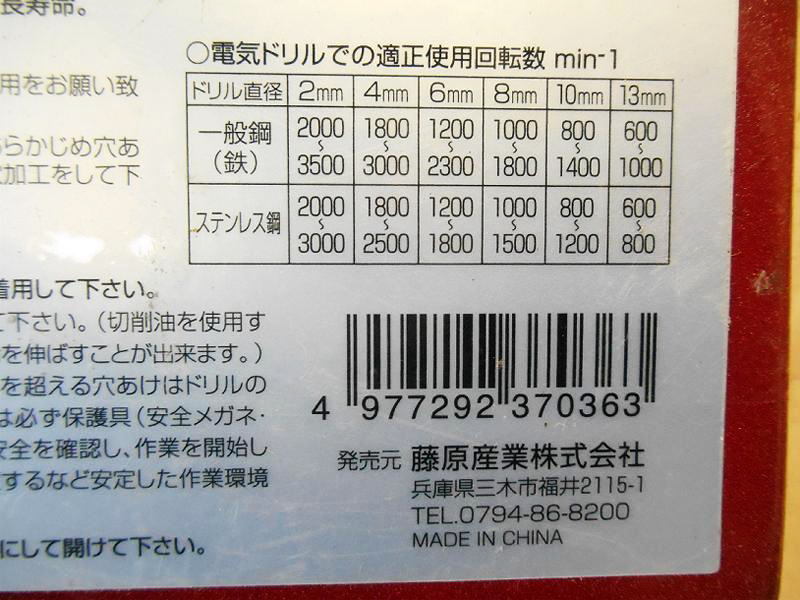 長寿命。
用をお願い致
らかじめ穴あ
加工をして下
○電気ドリルでの適正使用回転数 min-1
ドリル直径 2mm 4mm 6mm 8mm 10mm 13mm
一般鋼（鉄） 2000〜3500 1800〜3000 1200〜2300 1000〜1800 800〜1400 600〜1000
ステンレス鋼 2000〜3000 1800〜2500 1200〜1800 1000〜1500 800〜1200 600〜800
着用して下さい。
て下さい。（切削油を使用す
を伸ばすことが出来ます。）
を超える穴あけはドリルの
は必ず保護具（安全メガネ・
安全を確認し、作業を開始し
するなど安定した作業環境
にして開けて下さい。
4 977292 370363
発売元 藤原産業株式会社
兵庫県三木市福井2115-1
TEL.0794-86-8200
MADE IN CHINA